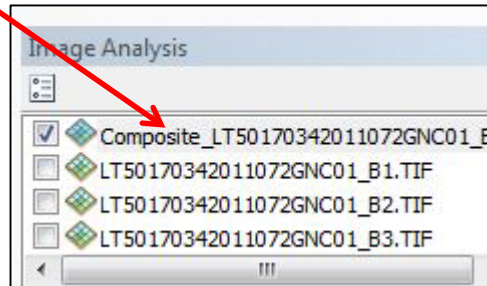 Image Analysis
Composite_LT50170342011072GNC01_B
LT50170342011072GNC01_B1.TIF
LT50170342011072GNC01_B2.TIF
LT50170342011072GNC01_B3.TIF